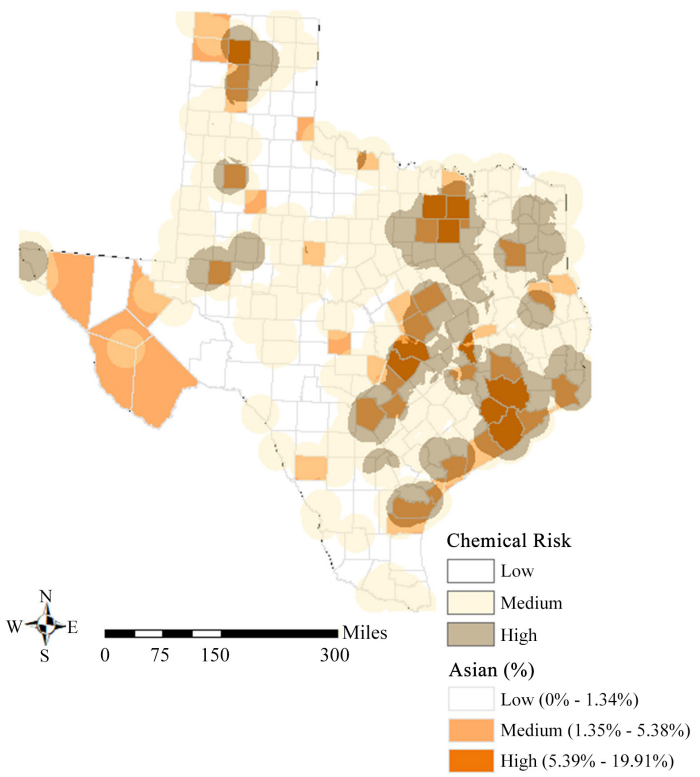 Chemical Risk
Low
Medium
High
N
W E
S
Miles
0 75 150 300
Asian (%)
Low (0% - 1.34%)
Medium (1.35% - 5.38%)
High (5.39% - 19.91%)